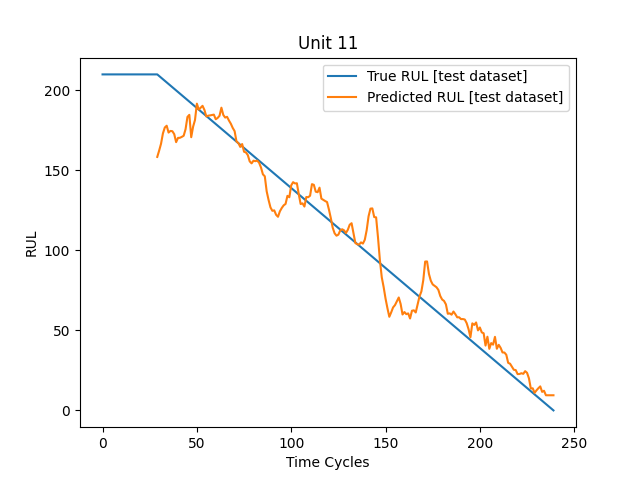 Unit 11
True RUL [test dataset]
Predicted RUL [test dataset]
RUL
200
150
100
50
0
0 50 100 150 200 250
Time Cycles